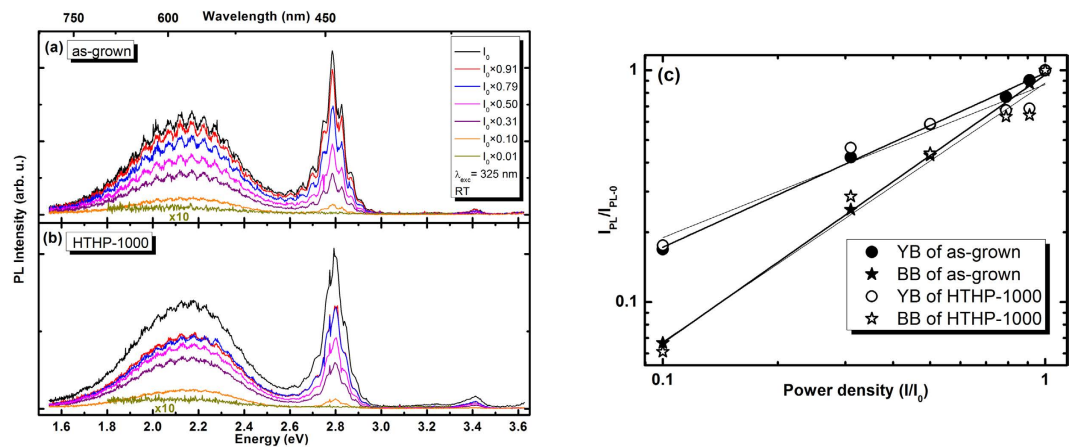 750 600 Wavelength (nm) 450
(a) as-grown
I₀
I₀×0.91
I₀×0.79
I₀×0.50
I₀×0.31
I₀×0.10
I₀×0.01
λexc= 325 nm
RT
x10
PL Intensity (arb. u.)
(b) HTHP-1000
x10
1.6 1.8 2.0 2.2 2.4 2.6 2.8 3.0 3.2 3.4 3.6
Energy (eV)
(c)
1
0.1
IPL/IPL-0
YB of as-grown
BB of as-grown
YB of HTHP-1000
BB of HTHP-1000
0.1 1
Power density (I/I₀)